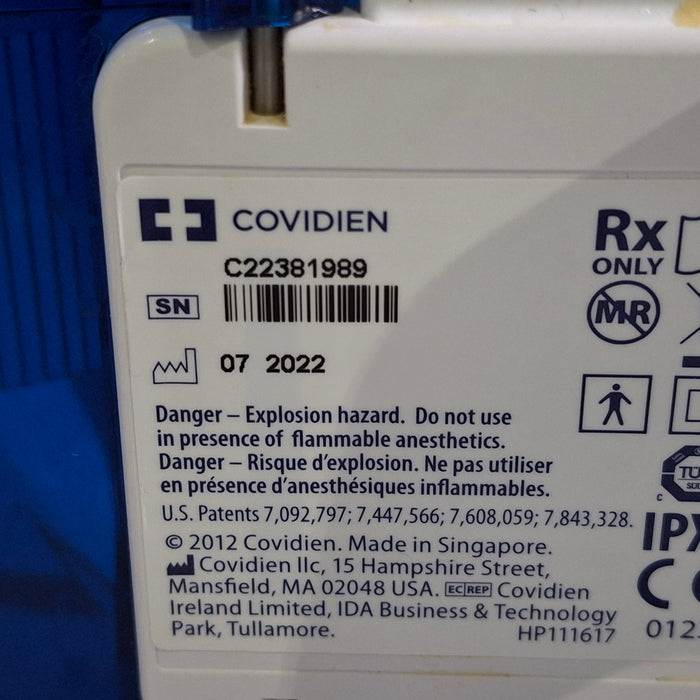 COVIDIEN
C22381989
SN
07 2022
Danger – Explosion hazard. Do not use
in presence of flammable anesthetics.
Danger – Risque d'explosion. Ne pas utiliser
en présence d'anesthésiques inflammables.
U.S. Patents 7,092,797; 7,447,566; 7,608,059; 7,843,328.
© 2012 Covidien. Made in Singapore.
Covidien llc, 15 Hampshire Street,
Mansfield, MA 02048 USA. EC REP Covidien
Ireland Limited, IDA Business & Technology
Park, Tullamore.
HP111617
Rx
ONLY
MR